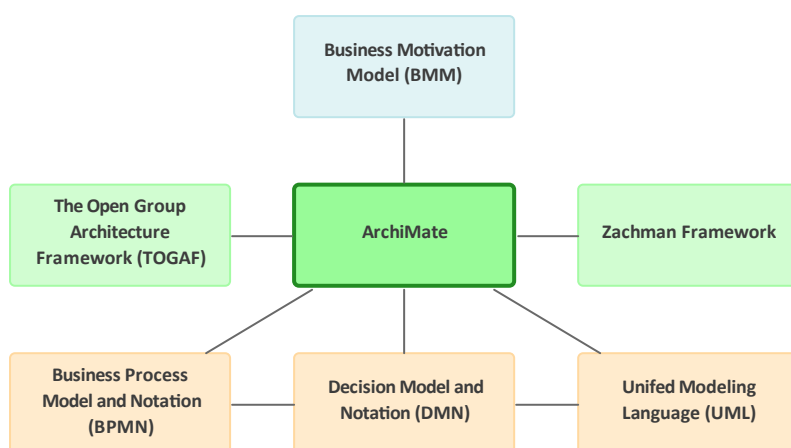 Business Motivation
Model (BMM)
The Open Group
Architecture
Framework (TOGAF)
ArchiMate
Zachman Framework
Business Process
Model and Notation
(BPMN)
Decision Model and
Notation (DMN)
Unifed Modeling
Language (UML)